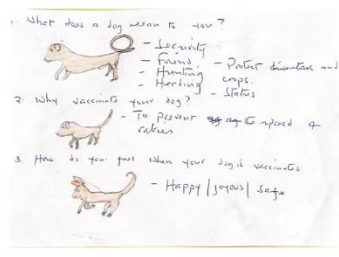 1. What does a dog mean to you?
- Security
- Friend
- Hunting
- Herding
- Protect livestock and crops.
- Status
2. Why vaccinate your dog?
- To prevent spread of rabies
3. How do you feel when your dog is vaccinated
- Happy / joyous / safe